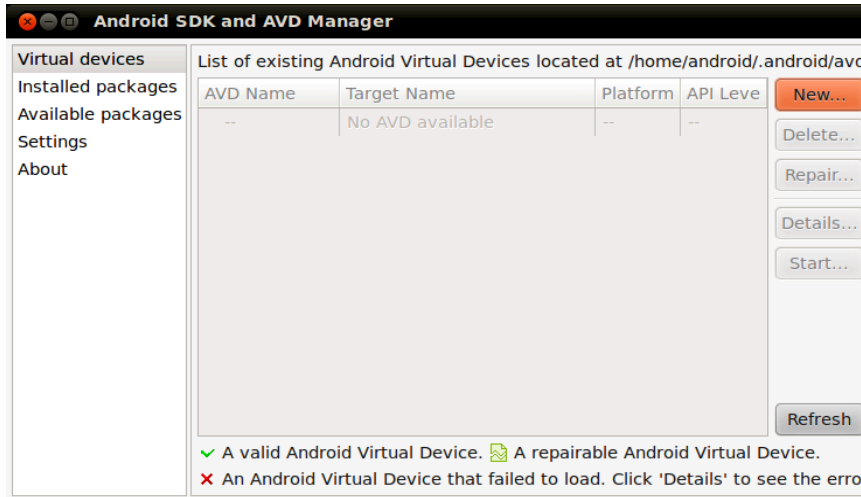 Android SDK and AVD Manager
Virtual devices
Installed packages
Available packages
Settings
About
List of existing Android Virtual Devices located at /home/android/.android/avd
AVD Name Target Name Platform API Leve
-- No AVD available -- --
New...
Delete...
Repair...
Details...
Start...
Refresh
A valid Android Virtual Device. A repairable Android Virtual Device.
An Android Virtual Device that failed to load. Click 'Details' to see the erro